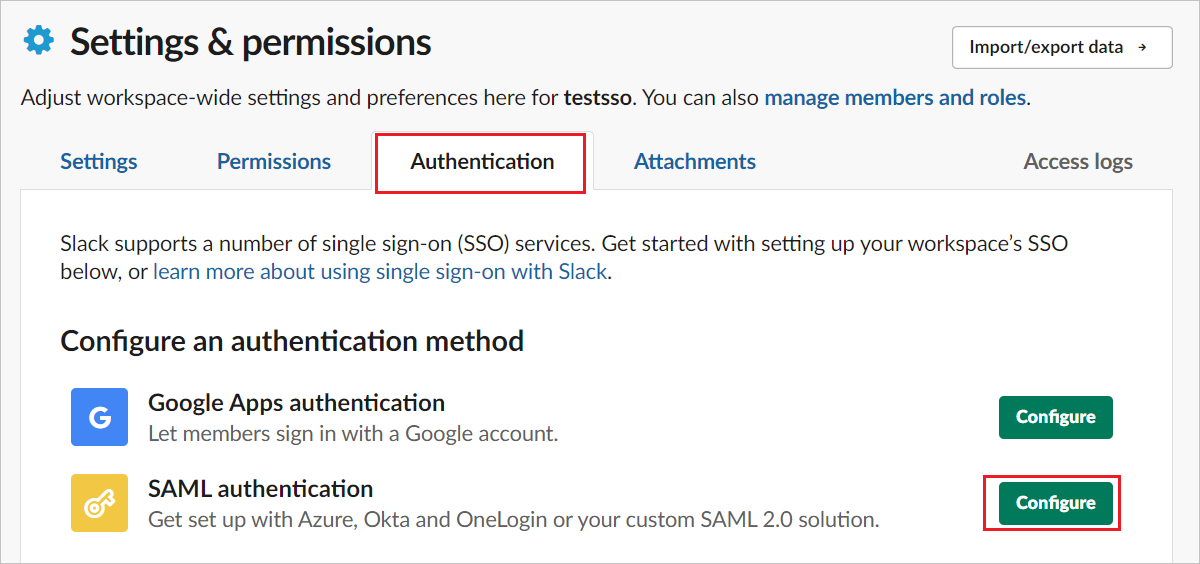 Settings & permissions
Import/export data →
Adjust workspace-wide settings and preferences here for testsso. You can also manage members and roles.
Settings
Permissions
Authentication
Attachments
Access logs
Slack supports a number of single sign-on (SSO) services. Get started with setting up your workspace’s SSO
below, or learn more about using single sign-on with Slack.
Configure an authentication method
G
Google Apps authentication
Let members sign in with a Google account.
Configure
SAML authentication
Get set up with Azure, Okta and OneLogin or your custom SAML 2.0 solution.
Configure